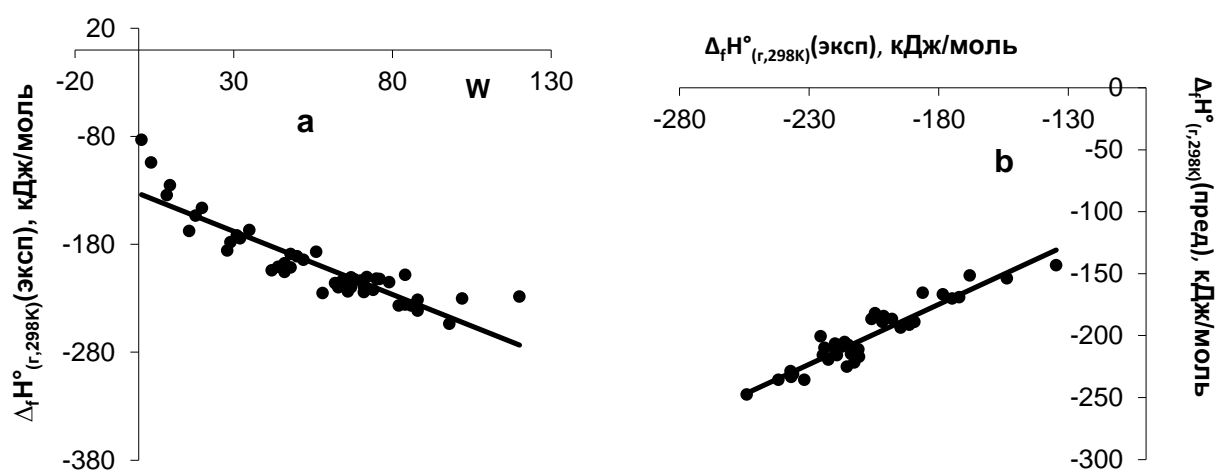 20
-20 30 80 130
W
a
-80
-180
-280
-380
ΔfH°(г,298K)(эксп), кДж/моль
ΔfH°(г,298K)(эксп), кДж/моль
-280 -230 -180 -130
b
0
-50
-100
-150
-200
-250
-300
ΔfH°(г,298K)(пред), кДж/моль